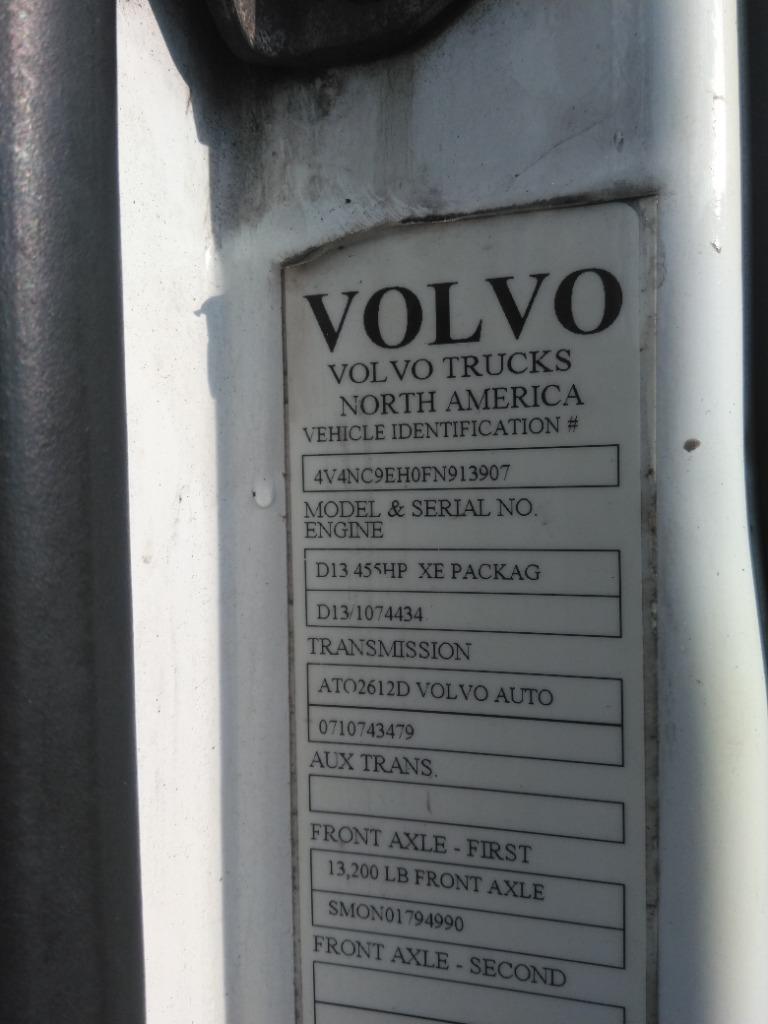 VOLVO
VOLVO TRUCKS
NORTH AMERICA
VEHICLE IDENTIFICATION #
4V4NC9EH0FN913907
MODEL & SERIAL NO.
ENGINE
D13 455HP XE PACKAG
D13/1074434
TRANSMISSION
ATO2612D VOLVO AUTO
0710743479
AUX TRANS.
FRONT AXLE - FIRST
13,200 LB FRONT AXLE
SMON01794990
FRONT AXLE - SECOND